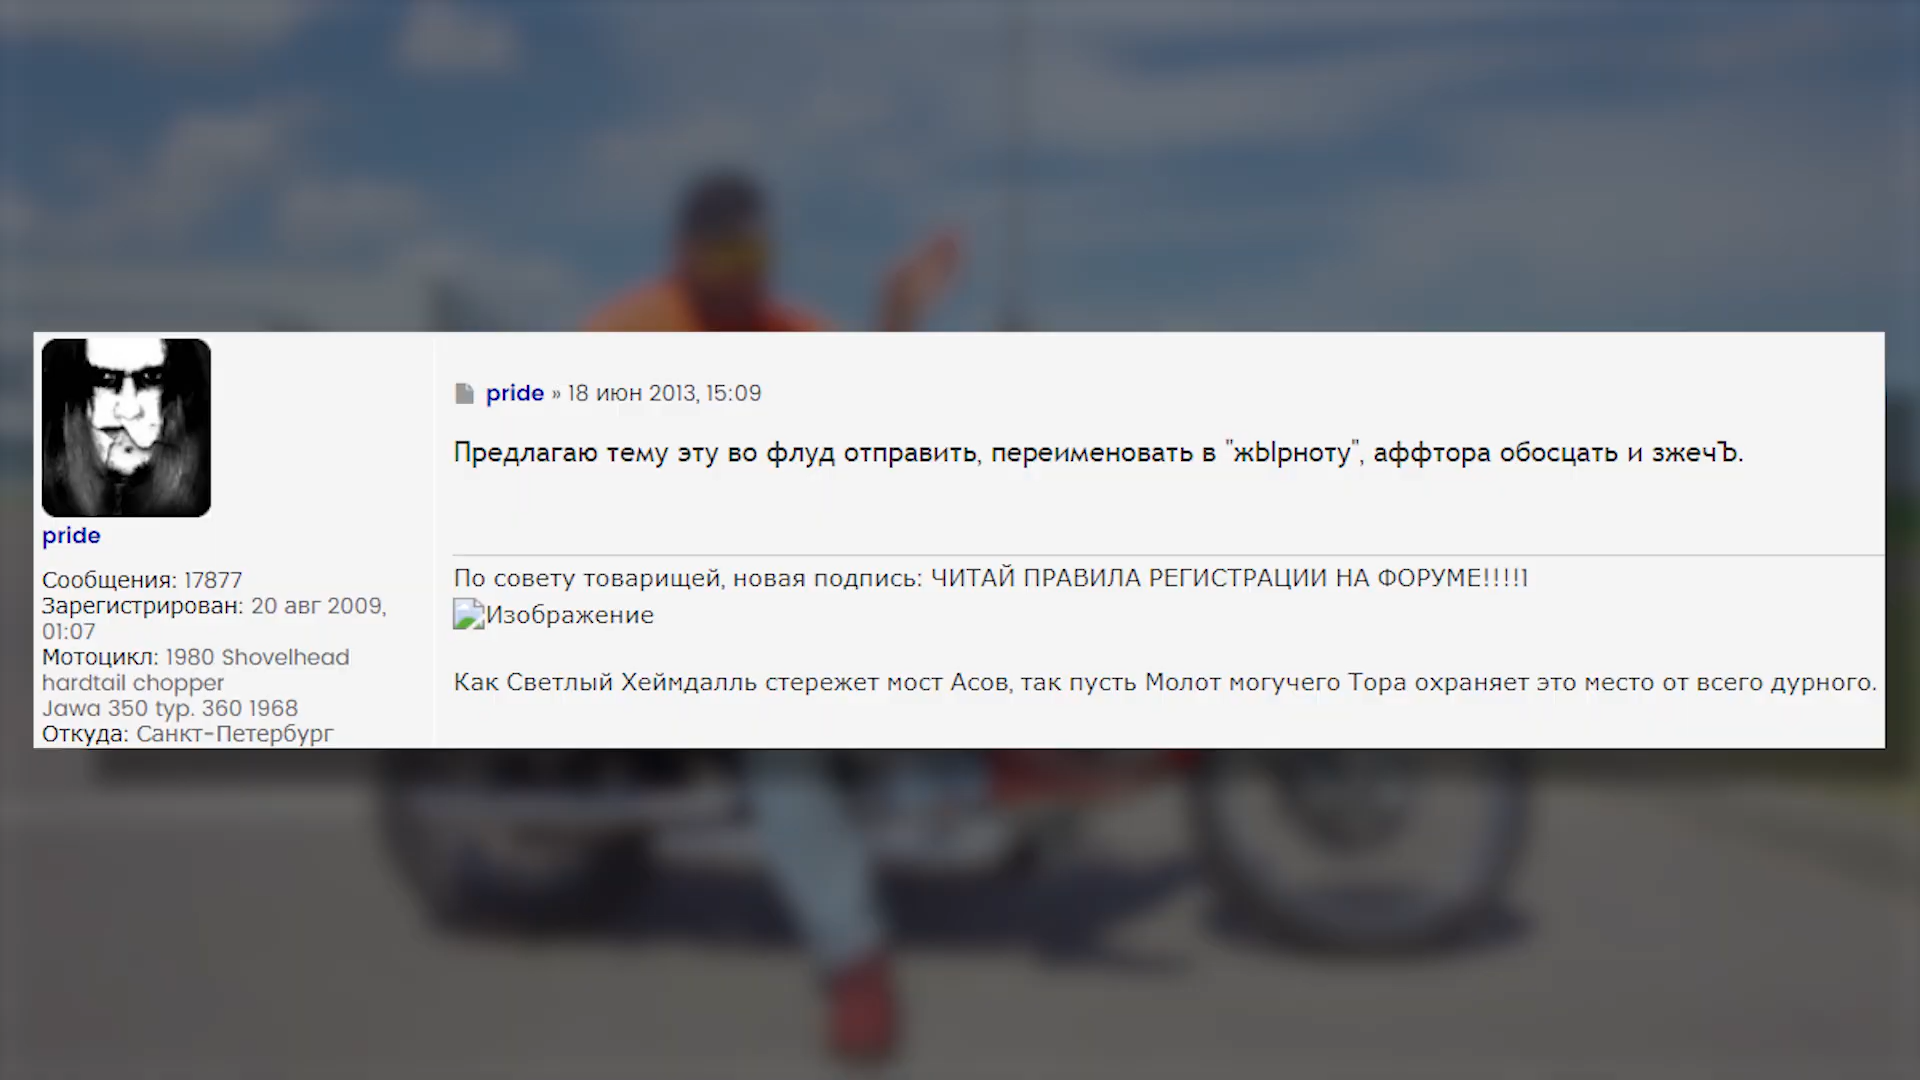 pride
Сообщения: 17877
Зарегистрирован: 20 авг 2009,
01:07
Мотоцикл: 1980 Shovelhead
hardtail chopper
Jawa 350 typ. 360 1968
Откуда: Санкт-Петербург
pride » 18 июн 2013, 15:09
Предлагаю тему эту во флуд отправить, переименовать в "жЫрноту", аффтора обосцать и зжечЪ.
По совету товарищей, новая подпись: ЧИТАЙ ПРАВИЛА РЕГИСТРАЦИИ НА ФОРУМЕ!!!!1
Изображение
Как Светлый Хеймдалль стережет мост Асов, так пусть Молот могучего Тора охраняет это место от всего дурного.